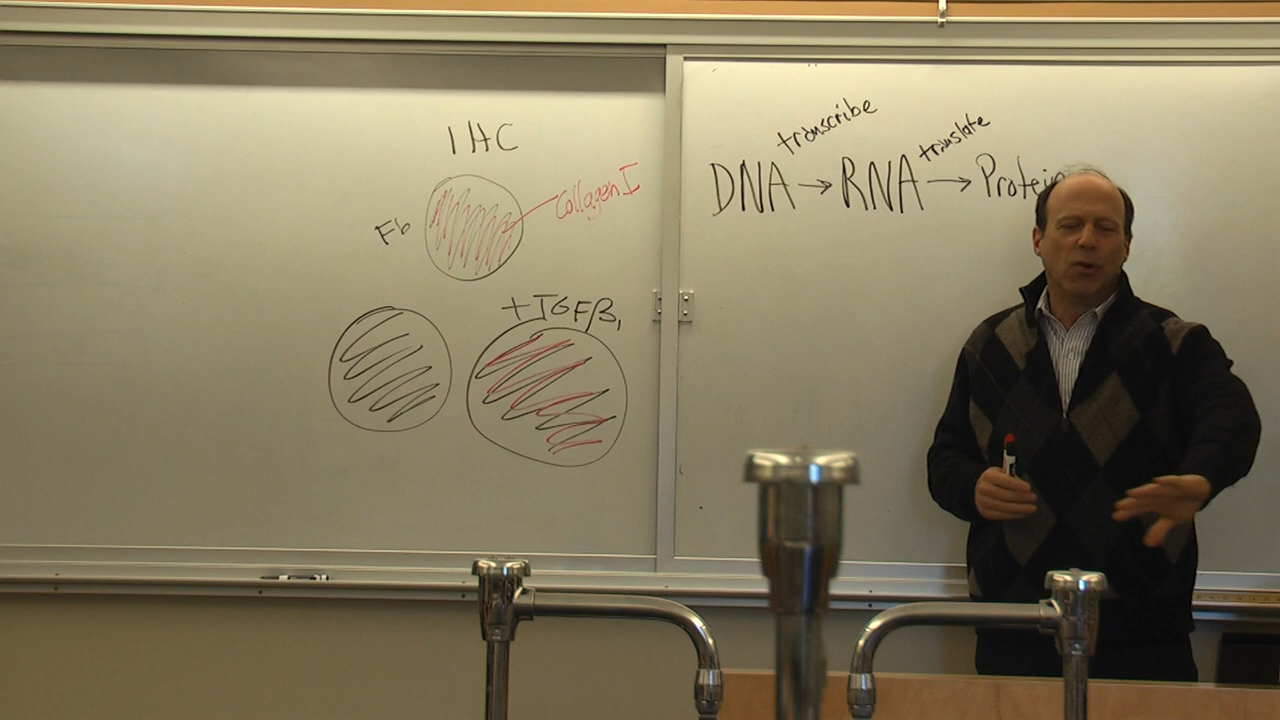 IHC
Fb
Collagen I
+TGFβ1
transcribe
translate
DNA → RNA → Protein